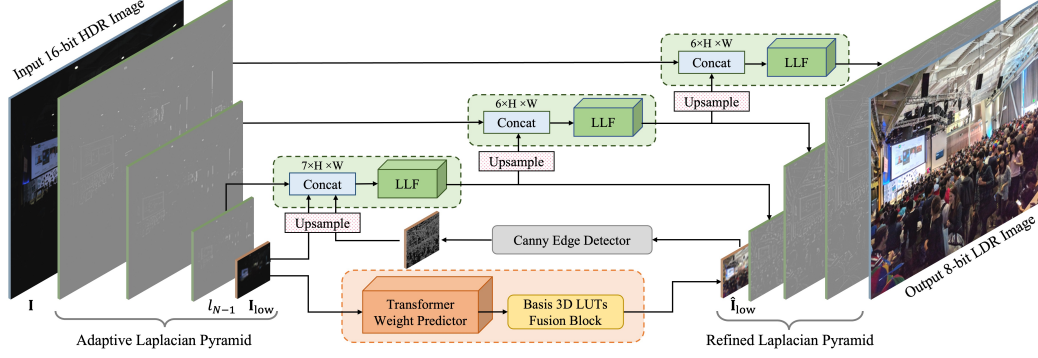 Input 16-bit HDR Image
6×H ×W
Concat
LLF
Upsample
6×H ×W
Concat
LLF
Upsample
7×H ×W
Concat
LLF
Upsample
Canny Edge Detector
Transformer
Weight Predictor
Basis 3D LUTs
Fusion Block
I
l_{N−1}
I_low
Î_low
Adaptive Laplacian Pyramid
Refined Laplacian Pyramid
Output 8-bit LDR Image